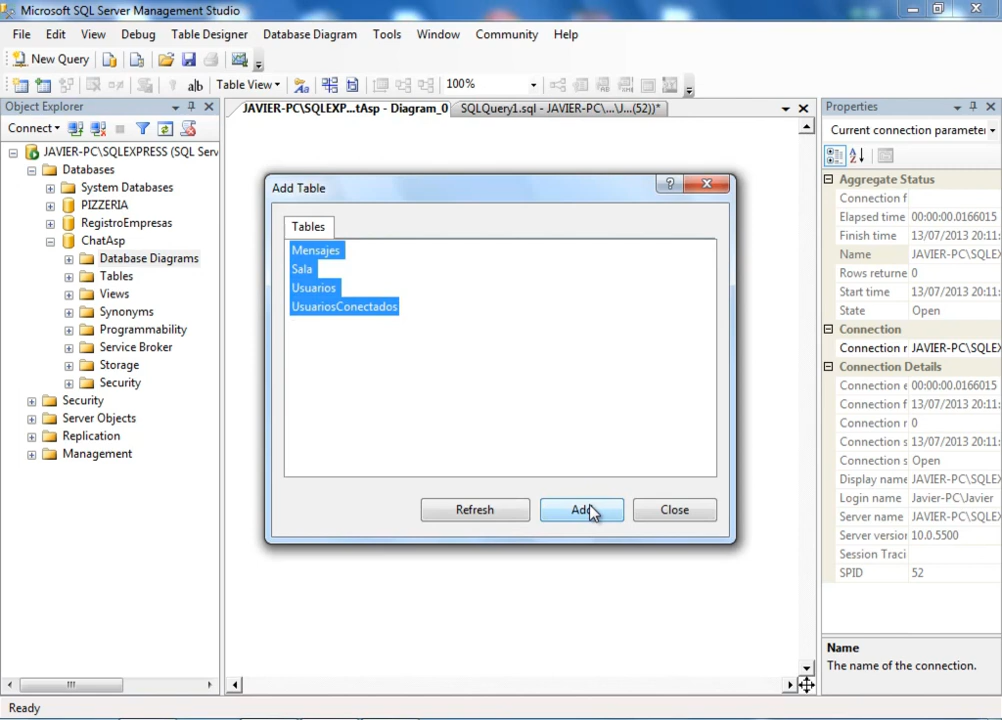 Microsoft SQL Server Management Studio
File Edit View Debug Table Designer Database Diagram Tools Window Community Help
New Query
a|b Table View 100%
Object Explorer
JAVIER-PC\SQLEXP...tAsp - Diagram_0
SQLQuery1.sql - JAVIER-PC\...\J...(52))*
Properties
Connect
Current connection parameter
JAVIER-PC\SQLEXPRESS (SQL Serv
Databases
System Databases
PIZZERIA
RegistroEmpresas
ChatAsp
Database Diagrams
Tables
Views
Synonyms
Programmability
Service Broker
Storage
Security
Security
Server Objects
Replication
Management
Add Table
Tables
Mensajes
Sala
Usuarios
UsuariosConectados
Refresh
Add
Close
Aggregate Status
Connection f
Elapsed time 00:00:00.0166015
Finish time 13/07/2013 20:11:
Name JAVIER-PC\SQLEX
Rows returne 0
Start time 13/07/2013 20:11:
State Open
Connection
Connection r JAVIER-PC\SQLEX
Connection Details
Connection e 00:00:00.0166015
Connection f 13/07/2013 20:11:
Connection r 0
Connection s 13/07/2013 20:11:
Connection s Open
Display name JAVIER-PC\SQLEX
Login name Javier-PC\Javier
Server name JAVIER-PC\SQLEX
Server version 10.0.5500
Session Traci
SPID 52
Name
The name of the connection.
Ready